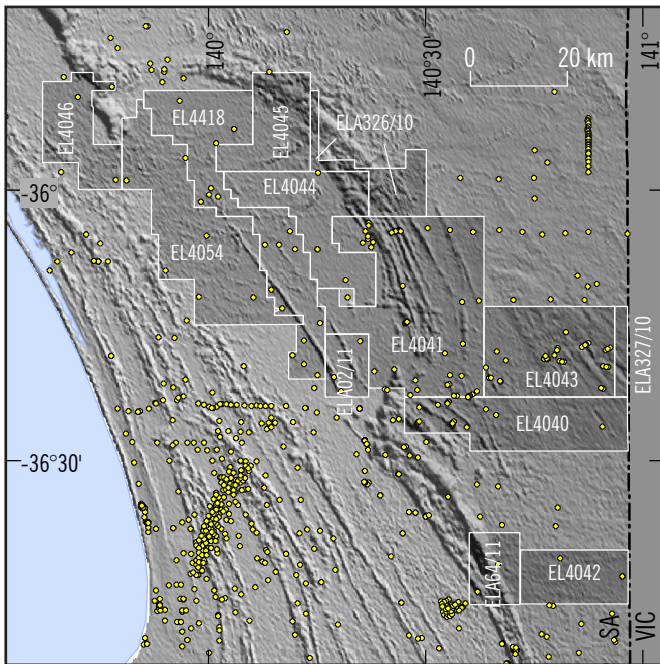 140°
140°30'
141°
0 20 km
EL4046
EL4418
EL4045
ELA326/10
-36°
EL4044
EL4054
EL4041
ELA02/11
EL4043
ELA327/10
EL4040
-36°30'
ELA64/11
EL4042
SA
VIC